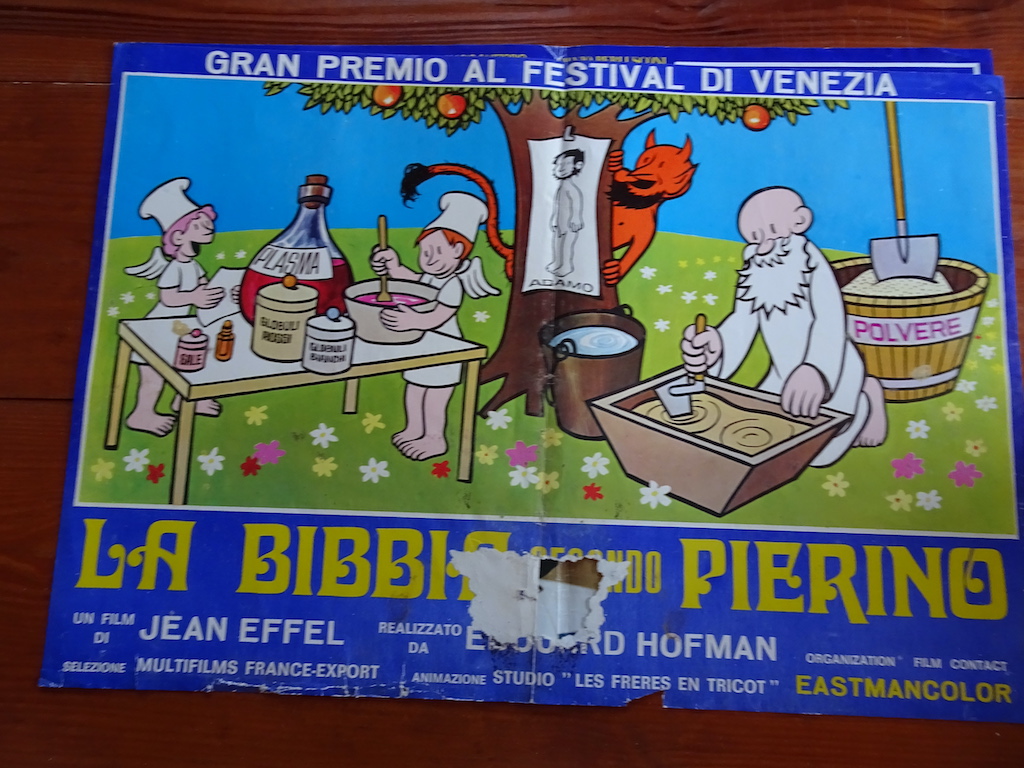 GRAN PREMIO AL FESTIVAL DI VENEZIA
ADAMO
PLASMA
GLOBULI ROSSI
GLOBULI BIANCHI
SALE
POLVERE
LA BIBBIA SECONDO PIERINO
UN FILM DI JEAN EFFEL
REALIZZATO DA EDOUARD HOFMAN
SELEZIONE MULTIFILMS FRANCE-EXPORT
ANIMAZIONE STUDIO "LES FRERES EN TRICOT"
ORGANIZATION FILM CONTACT
EASTMANCOLOR